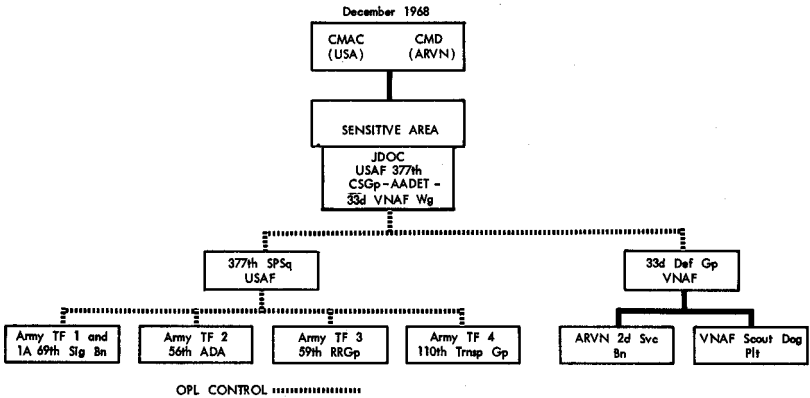 December 1968
CMAC CMD
(USA) (ARVN)
SENSITIVE AREA
JDOC
USAF 377th
CSGp-AADET-
33d VNAF Wg
377th SPSq
USAF
33d Def Gp
VNAF
Army TF 1 and
1A 69th Sig Bn
Army TF 2
56th ADA
Army TF 3
59th RRGp
Army TF 4
110th Trnsp Gp
ARVN 2d Svc
Bn
VNAF Scout Dog
Plt
OPL CONTROL